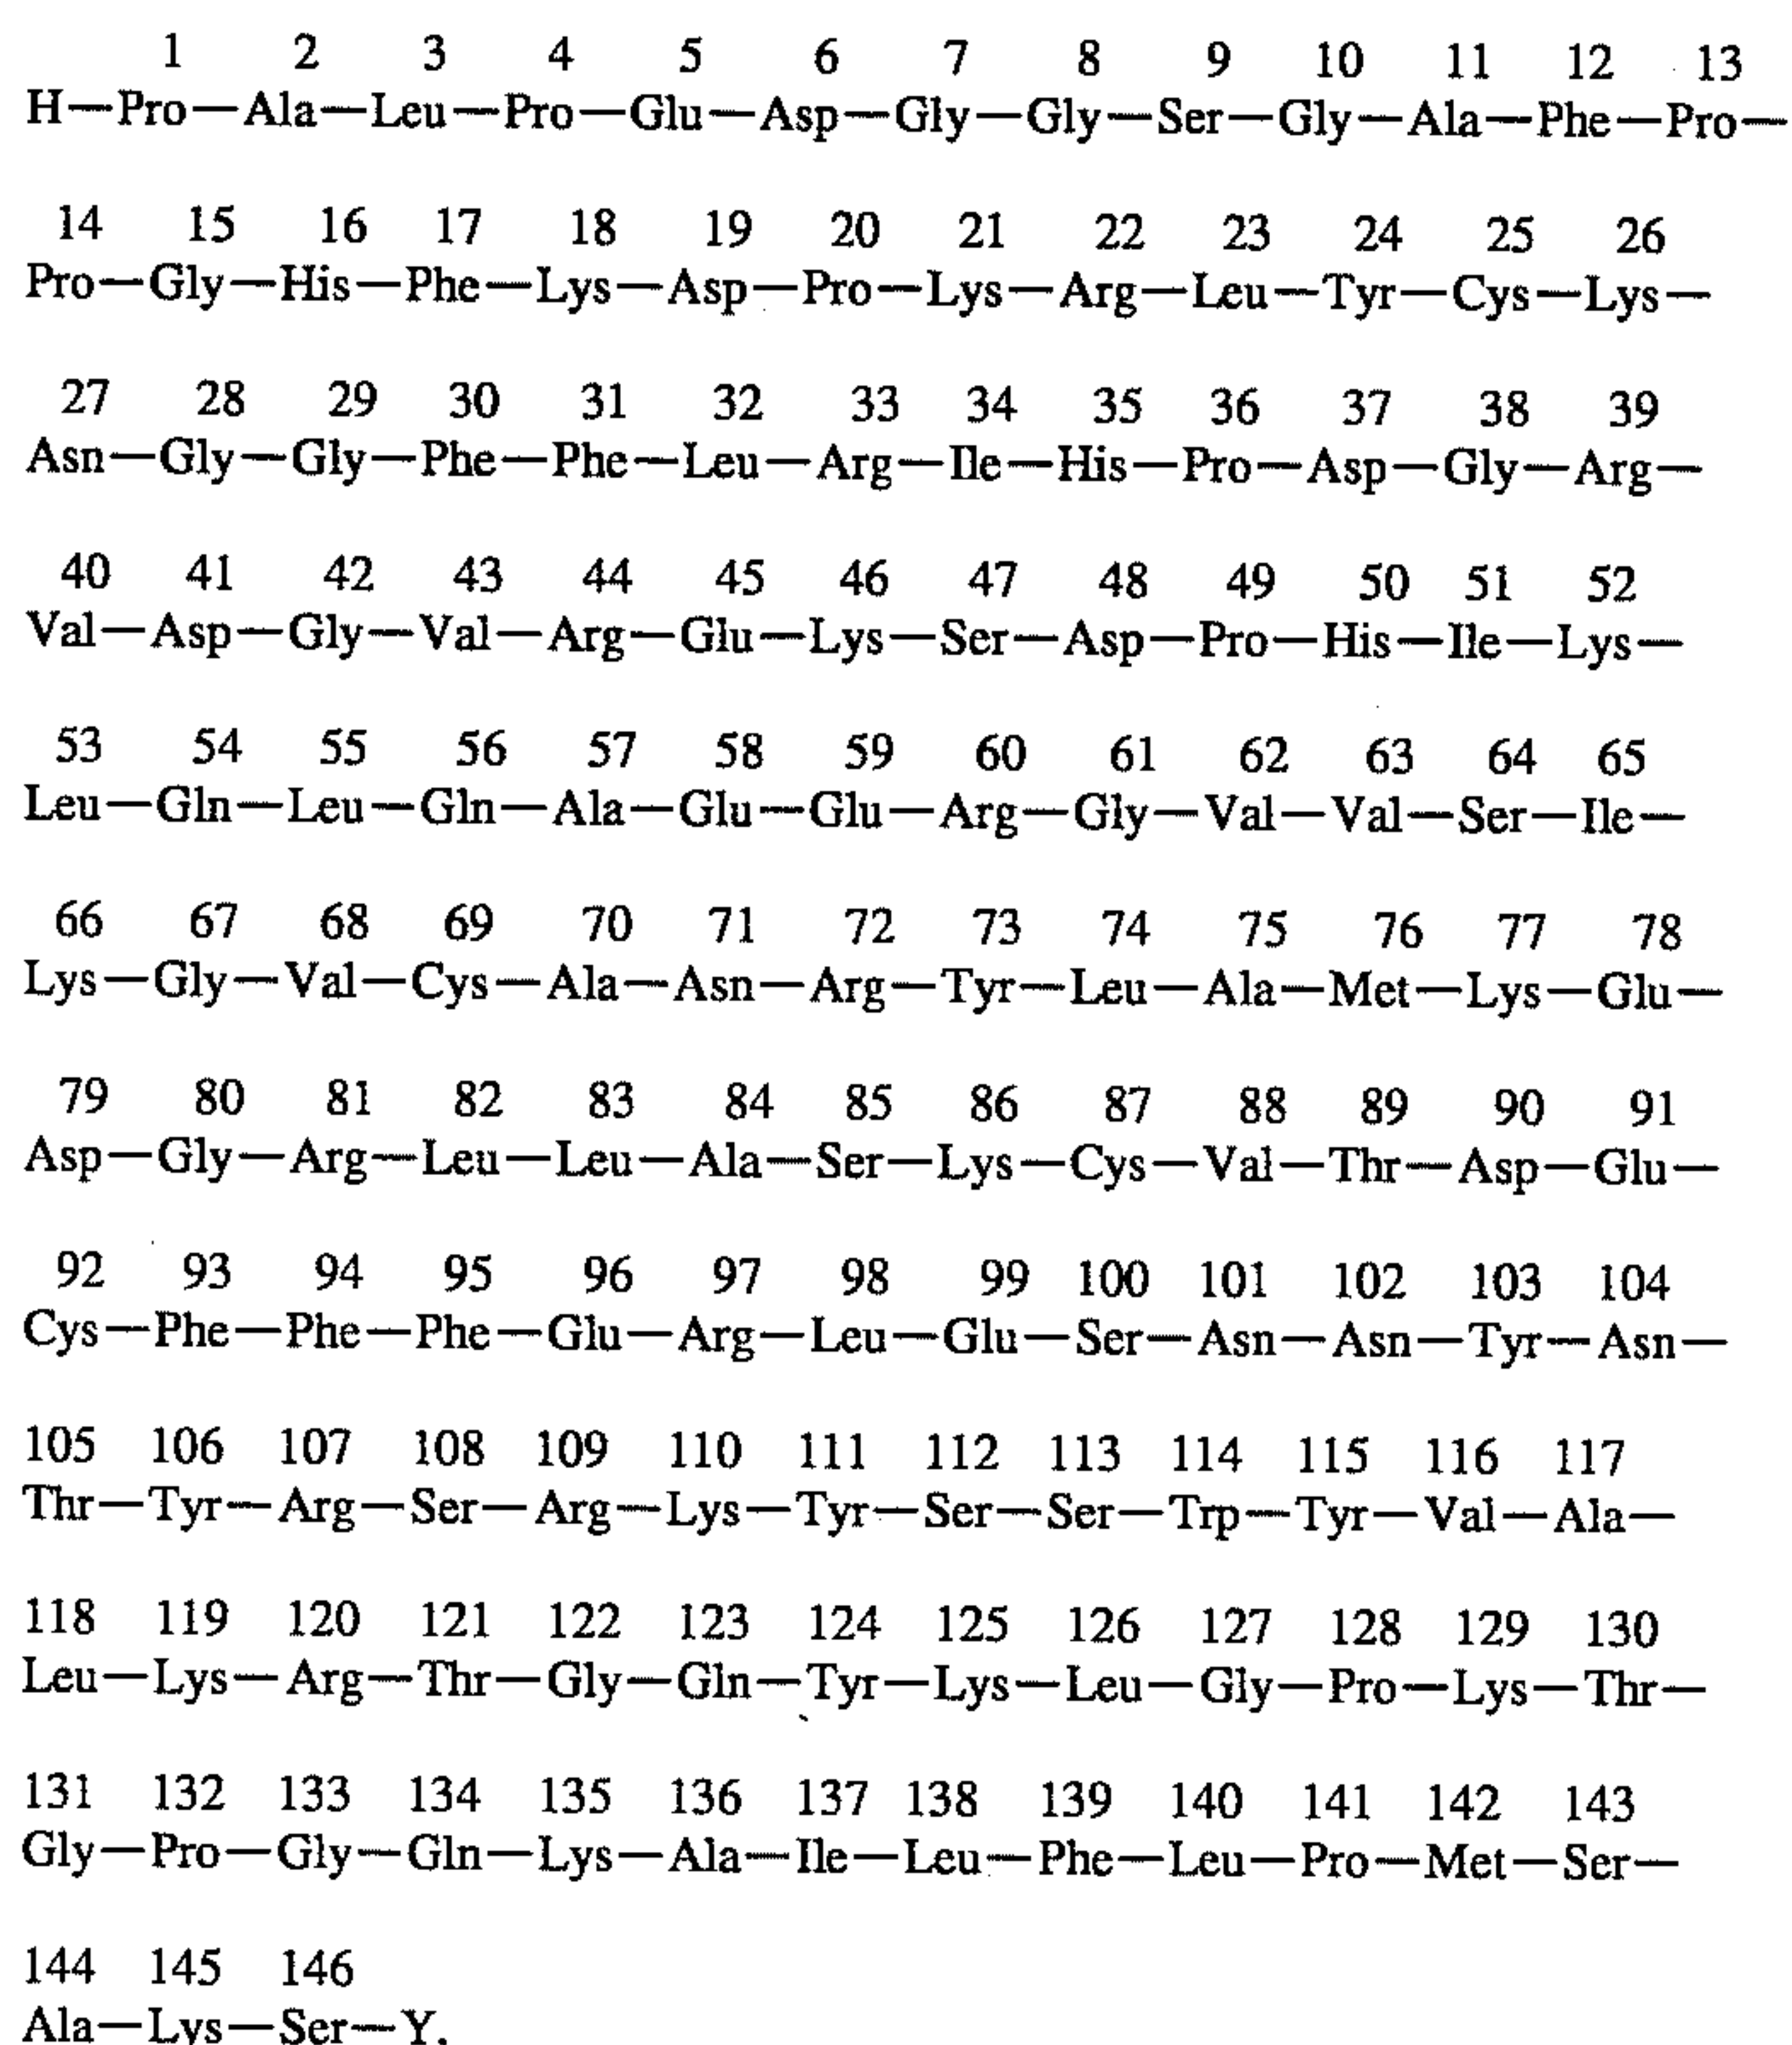 1 2 3 4 5 6 7 8 9 10 11 12 13
H—Pro—Ala—Leu—Pro—Glu—Asp—Gly—Gly—Ser—Gly—Ala—Phe—Pro—
14 15 16 17 18 19 20 21 22 23 24 25 26
Pro—Gly—His—Phe—Lys—Asp—Pro—Lys—Arg—Leu—Tyr—Cys—Lys—
27 28 29 30 31 32 33 34 35 36 37 38 39
Asn—Gly—Gly—Phe—Phe—Leu—Arg—Ile—His—Pro—Asp—Gly—Arg—
40 41 42 43 44 45 46 47 48 49 50 51 52
Val—Asp—Gly—Val—Arg—Glu—Lys—Ser—Asp—Pro—His—Ile—Lys—
53 54 55 56 57 58 59 60 61 62 63 64 65
Leu—Gln—Leu—Gln—Ala—Glu—Glu—Arg—Gly—Val—Val—Ser—Ile—
66 67 68 69 70 71 72 73 74 75 76 77 78
Lys—Gly—Val—Cys—Ala—Asn—Arg—Tyr—Leu—Ala—Met—Lys—Glu—
79 80 81 82 83 84 85 86 87 88 89 90 91
Asp—Gly—Arg—Leu—Leu—Ala—Ser—Lys—Cys—Val—Thr—Asp—Glu—
92 93 94 95 96 97 98 99 100 101 102 103 104
Cys—Phe—Phe—Phe—Glu—Arg—Leu—Glu—Ser—Asn—Asn—Tyr—Asn—
105 106 107 108 109 110 111 112 113 114 115 116 117
Thr—Tyr—Arg—Ser—Arg—Lys—Tyr—Ser—Ser—Trp—Tyr—Val—Ala—
118 119 120 121 122 123 124 125 126 127 128 129 130
Leu—Lys—Arg—Thr—Gly—Gln—Tyr—Lys—Leu—Gly—Pro—Lys—Thr—
131 132 133 134 135 136 137 138 139 140 141 142 143
Gly—Pro—Gly—Gln—Lys—Ala—Ile—Leu—Phe—Leu—Pro—Met—Ser—
144 145 146
Ala—Lys—Ser—Y,